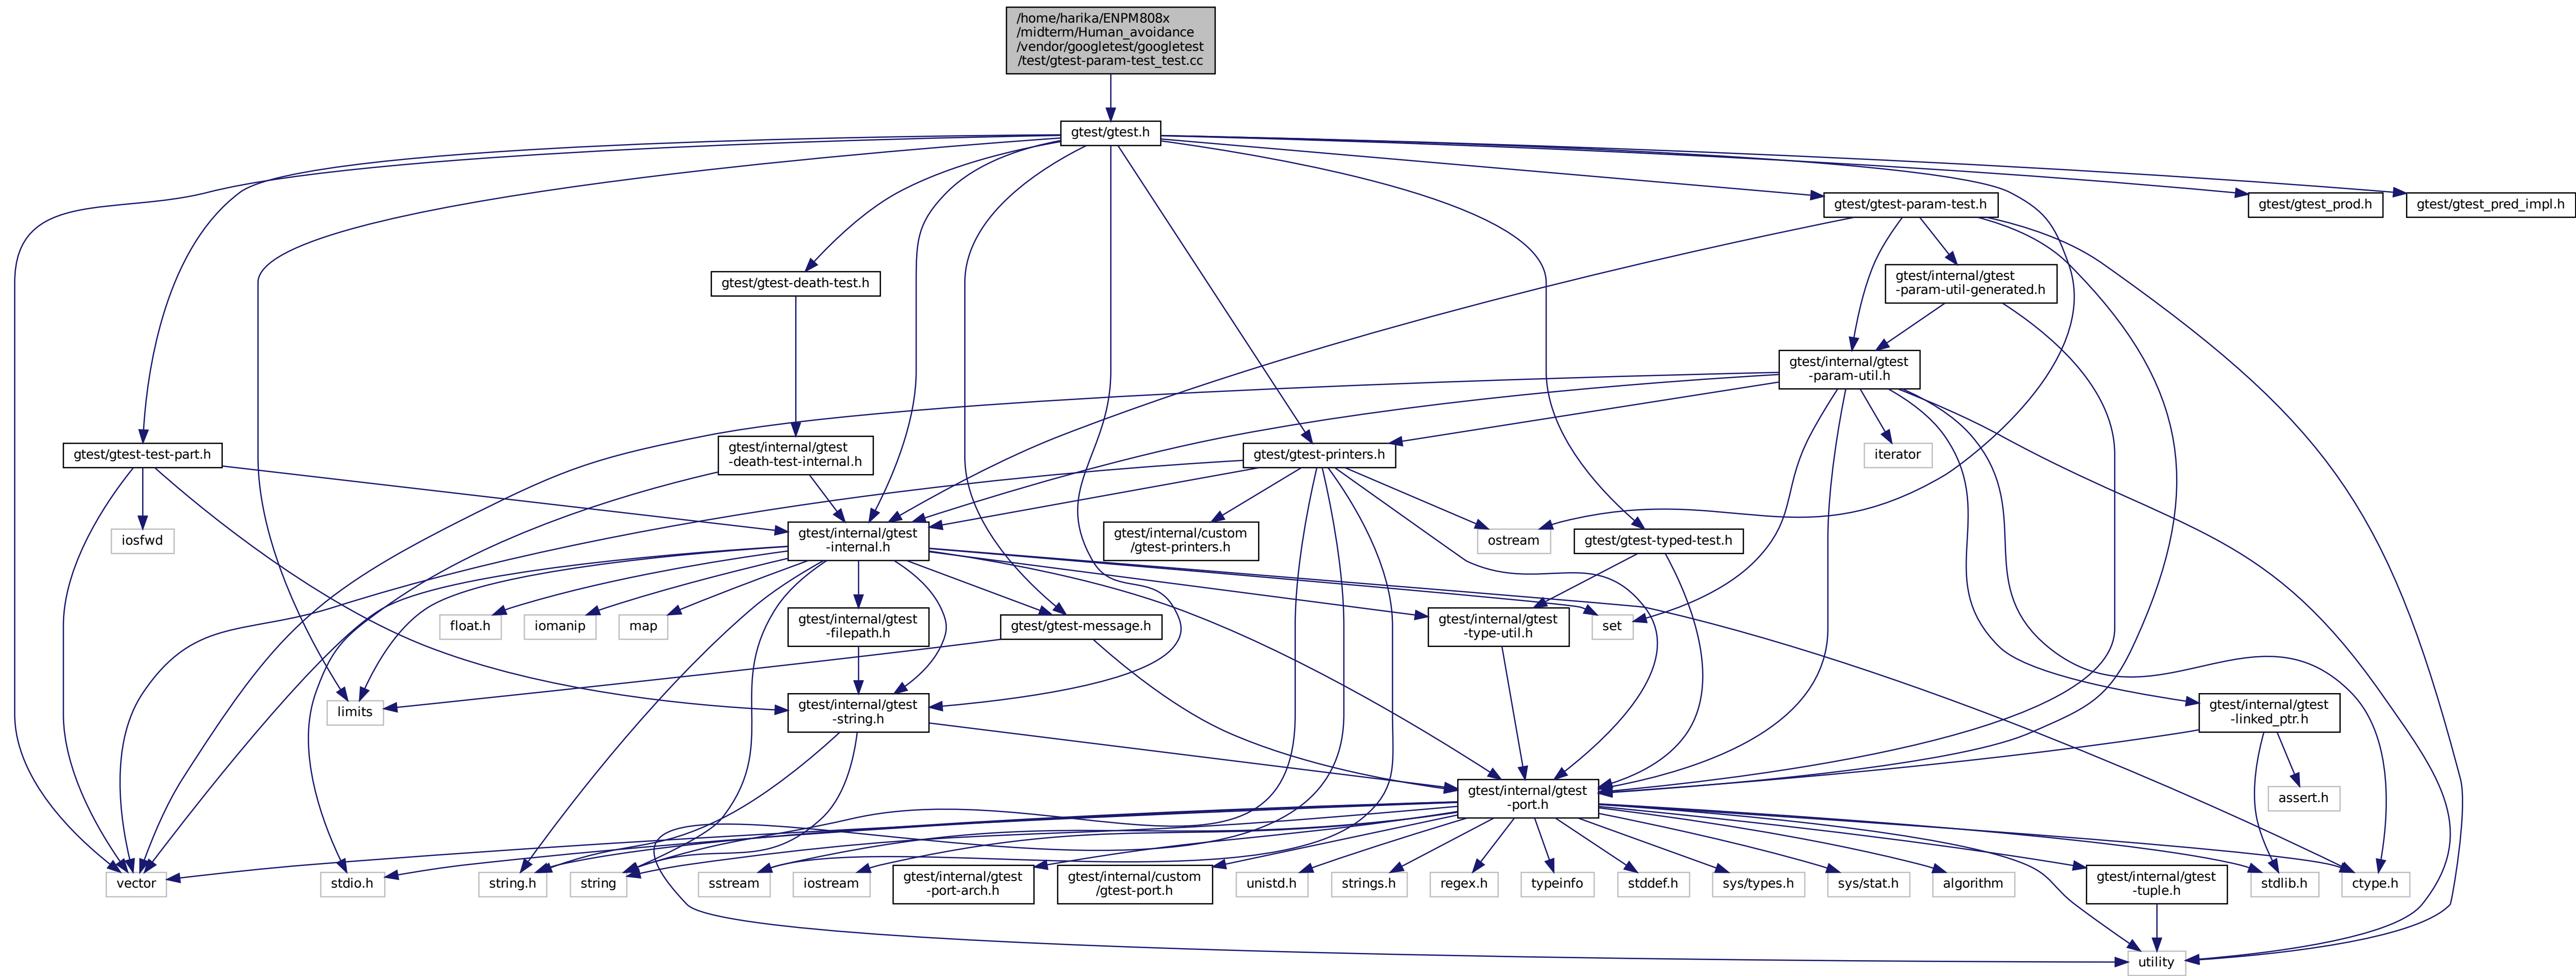 /home/harika/ENPM808x
/midterm/Human_avoidance
/vendor/googletest/googletest
/test/gtest-param-test_test.cc
gtest/gtest.h
gtest/gtest-param-test.h
gtest/gtest_prod.h
gtest/gtest_pred_impl.h
gtest/gtest-death-test.h
gtest/internal/gtest
-param-util-generated.h
gtest/internal/gtest
-param-util.h
gtest/gtest-test-part.h
gtest/internal/gtest
-death-test-internal.h
gtest/gtest-printers.h
iterator
iosfwd
gtest/internal/gtest
-internal.h
gtest/internal/custom
/gtest-printers.h
ostream
gtest/gtest-typed-test.h
float.h
iomanip
map
gtest/internal/gtest
-filepath.h
gtest/gtest-message.h
gtest/internal/gtest
-type-util.h
set
limits
gtest/internal/gtest
-string.h
gtest/internal/gtest
-linked_ptr.h
gtest/internal/gtest
-port.h
assert.h
vector
stdio.h
string.h
string
sstream
iostream
gtest/internal/gtest
-port-arch.h
gtest/internal/custom
/gtest-port.h
unistd.h
strings.h
regex.h
typeinfo
stddef.h
sys/types.h
sys/stat.h
algorithm
gtest/internal/gtest
-tuple.h
stdlib.h
ctype.h
utility